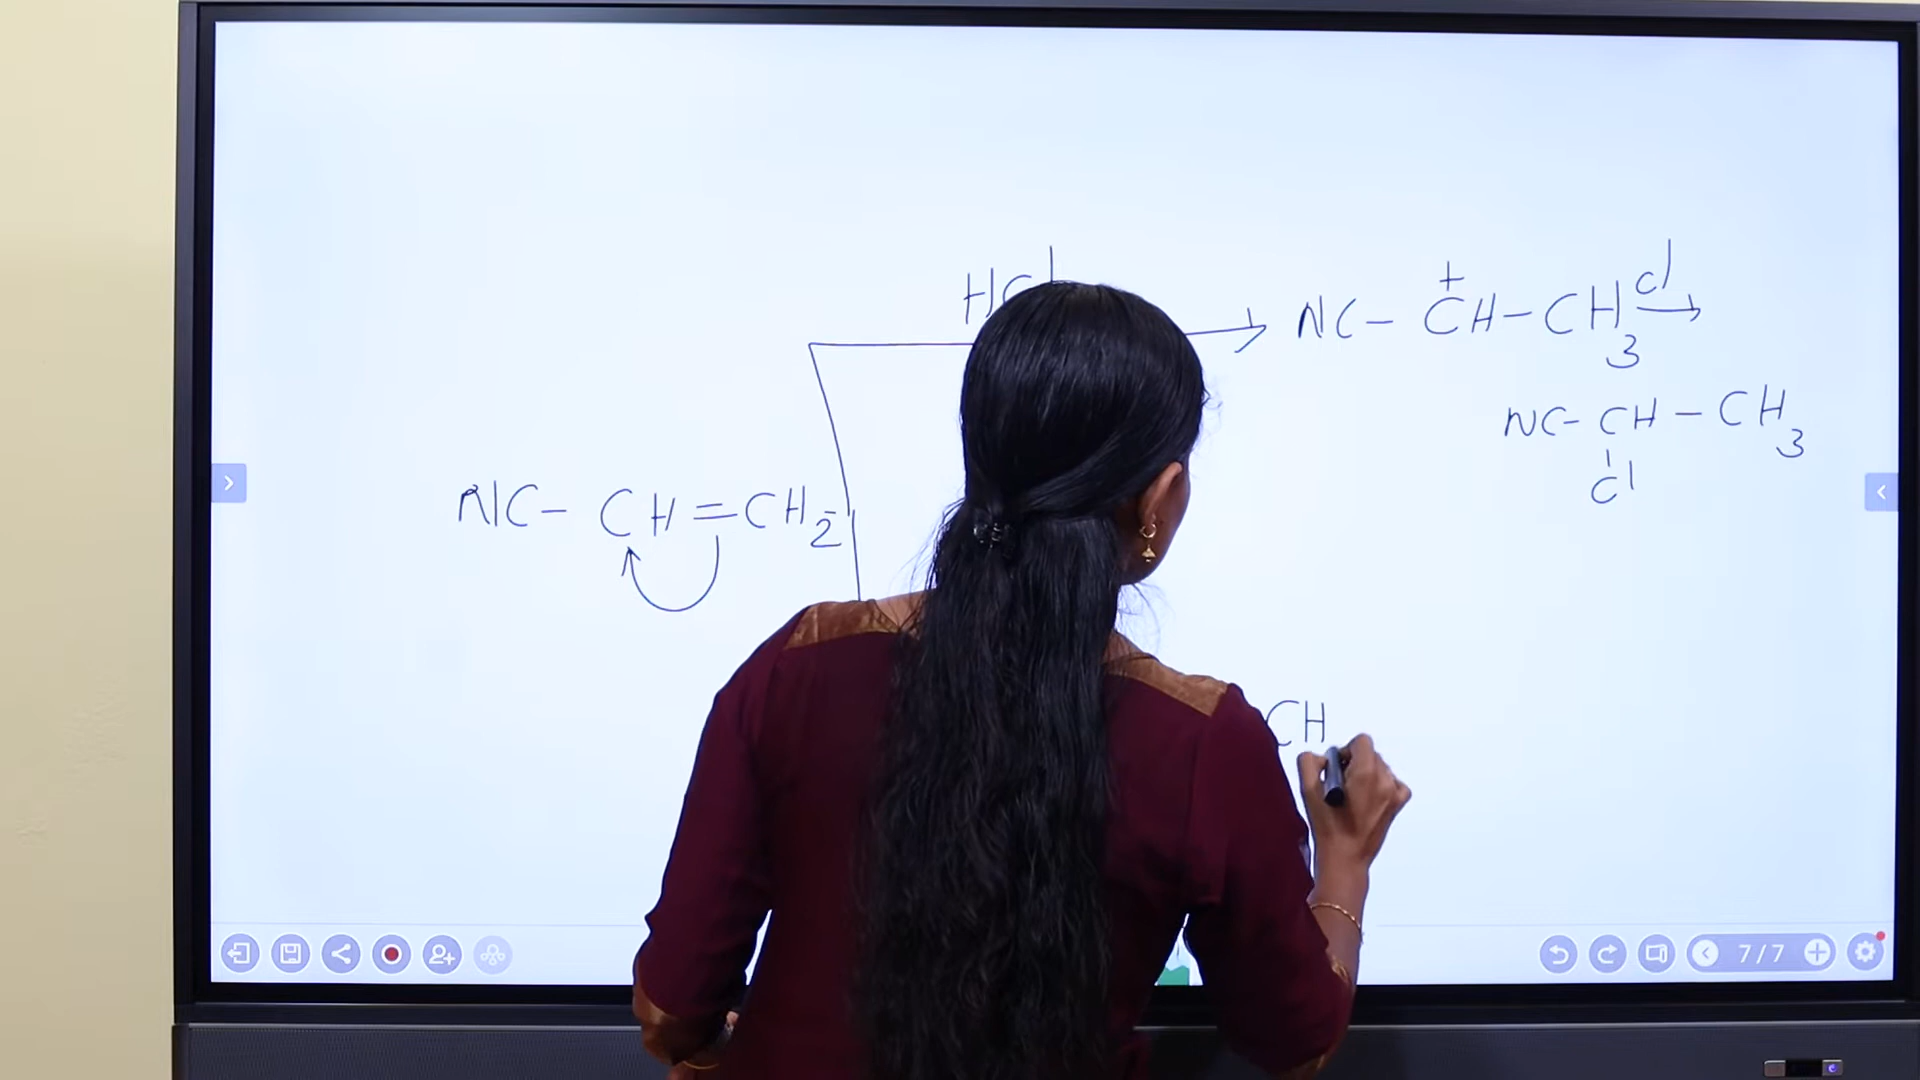 HCl
NC - C⁺H - CH₃ Cl
NC - CH - CH₃
Cl
NC - CH = CH₂
CH
7/7